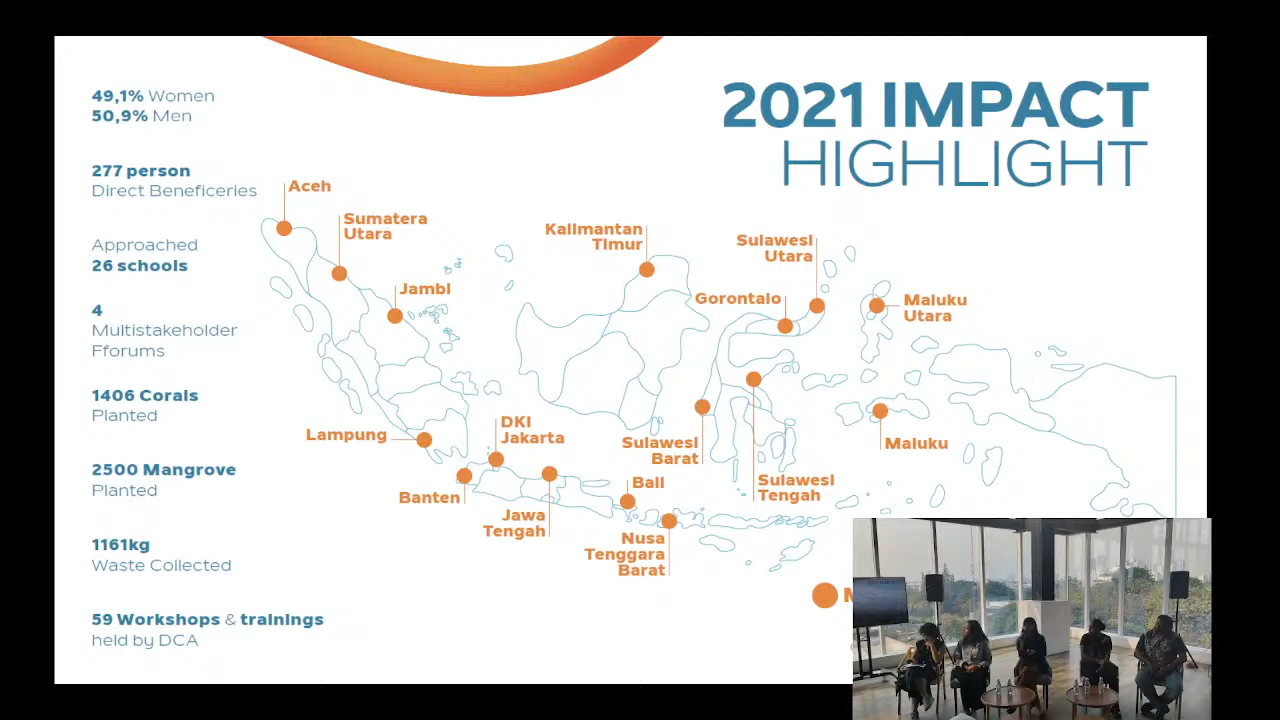 2021 IMPACT
HIGHLIGHT
49,1% Women
50,9% Men
277 person
Direct Beneficeries
Approached
26 schools
4
Multistakeholder
Fforums
1406 Corals
Planted
2500 Mangrove
Planted
1161kg
Waste Collected
59 Workshops & trainings
held by DCA
Aceh
Sumatera
Utara
Jambi
Lampung
Banten
DKI
Jakarta
Jawa
Tengah
Bali
Nusa
Tenggara
Barat
Kalimantan
Timur
Sulawesi
Utara
Gorontalo
Sulawesi
Barat
Sulawesi
Tengah
Maluku
Utara
Maluku